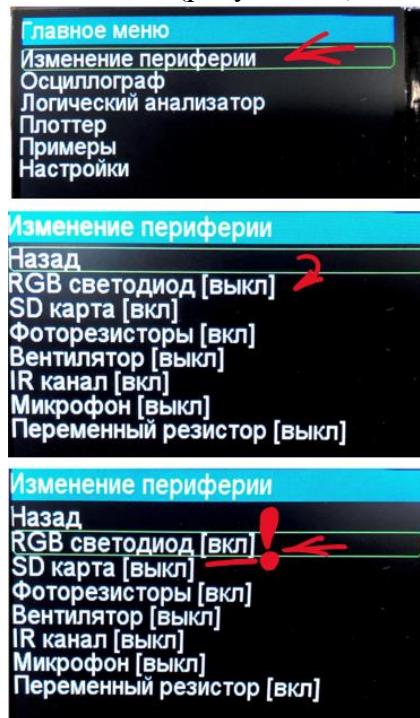 Главное меню
Изменение периферии
Осциллограф
Логический анализатор
Плоттер
Примеры
Настройки
Изменение периферии
Назад
RGB светодиод [выкл]
SD карта [вкл]
Фоторезисторы [вкл]
Вентилятор [выкл]
IR канал [вкл]
Микрофон [выкл]
Переменный резистор [выкл]
Изменение периферии
Назад
RGB светодиод [вкл]
SD карта [выкл]
Фоторезисторы [вкл]
Вентилятор [выкл]
IR канал [выкл]
Микрофон [выкл]
Переменный резистор [вкл]